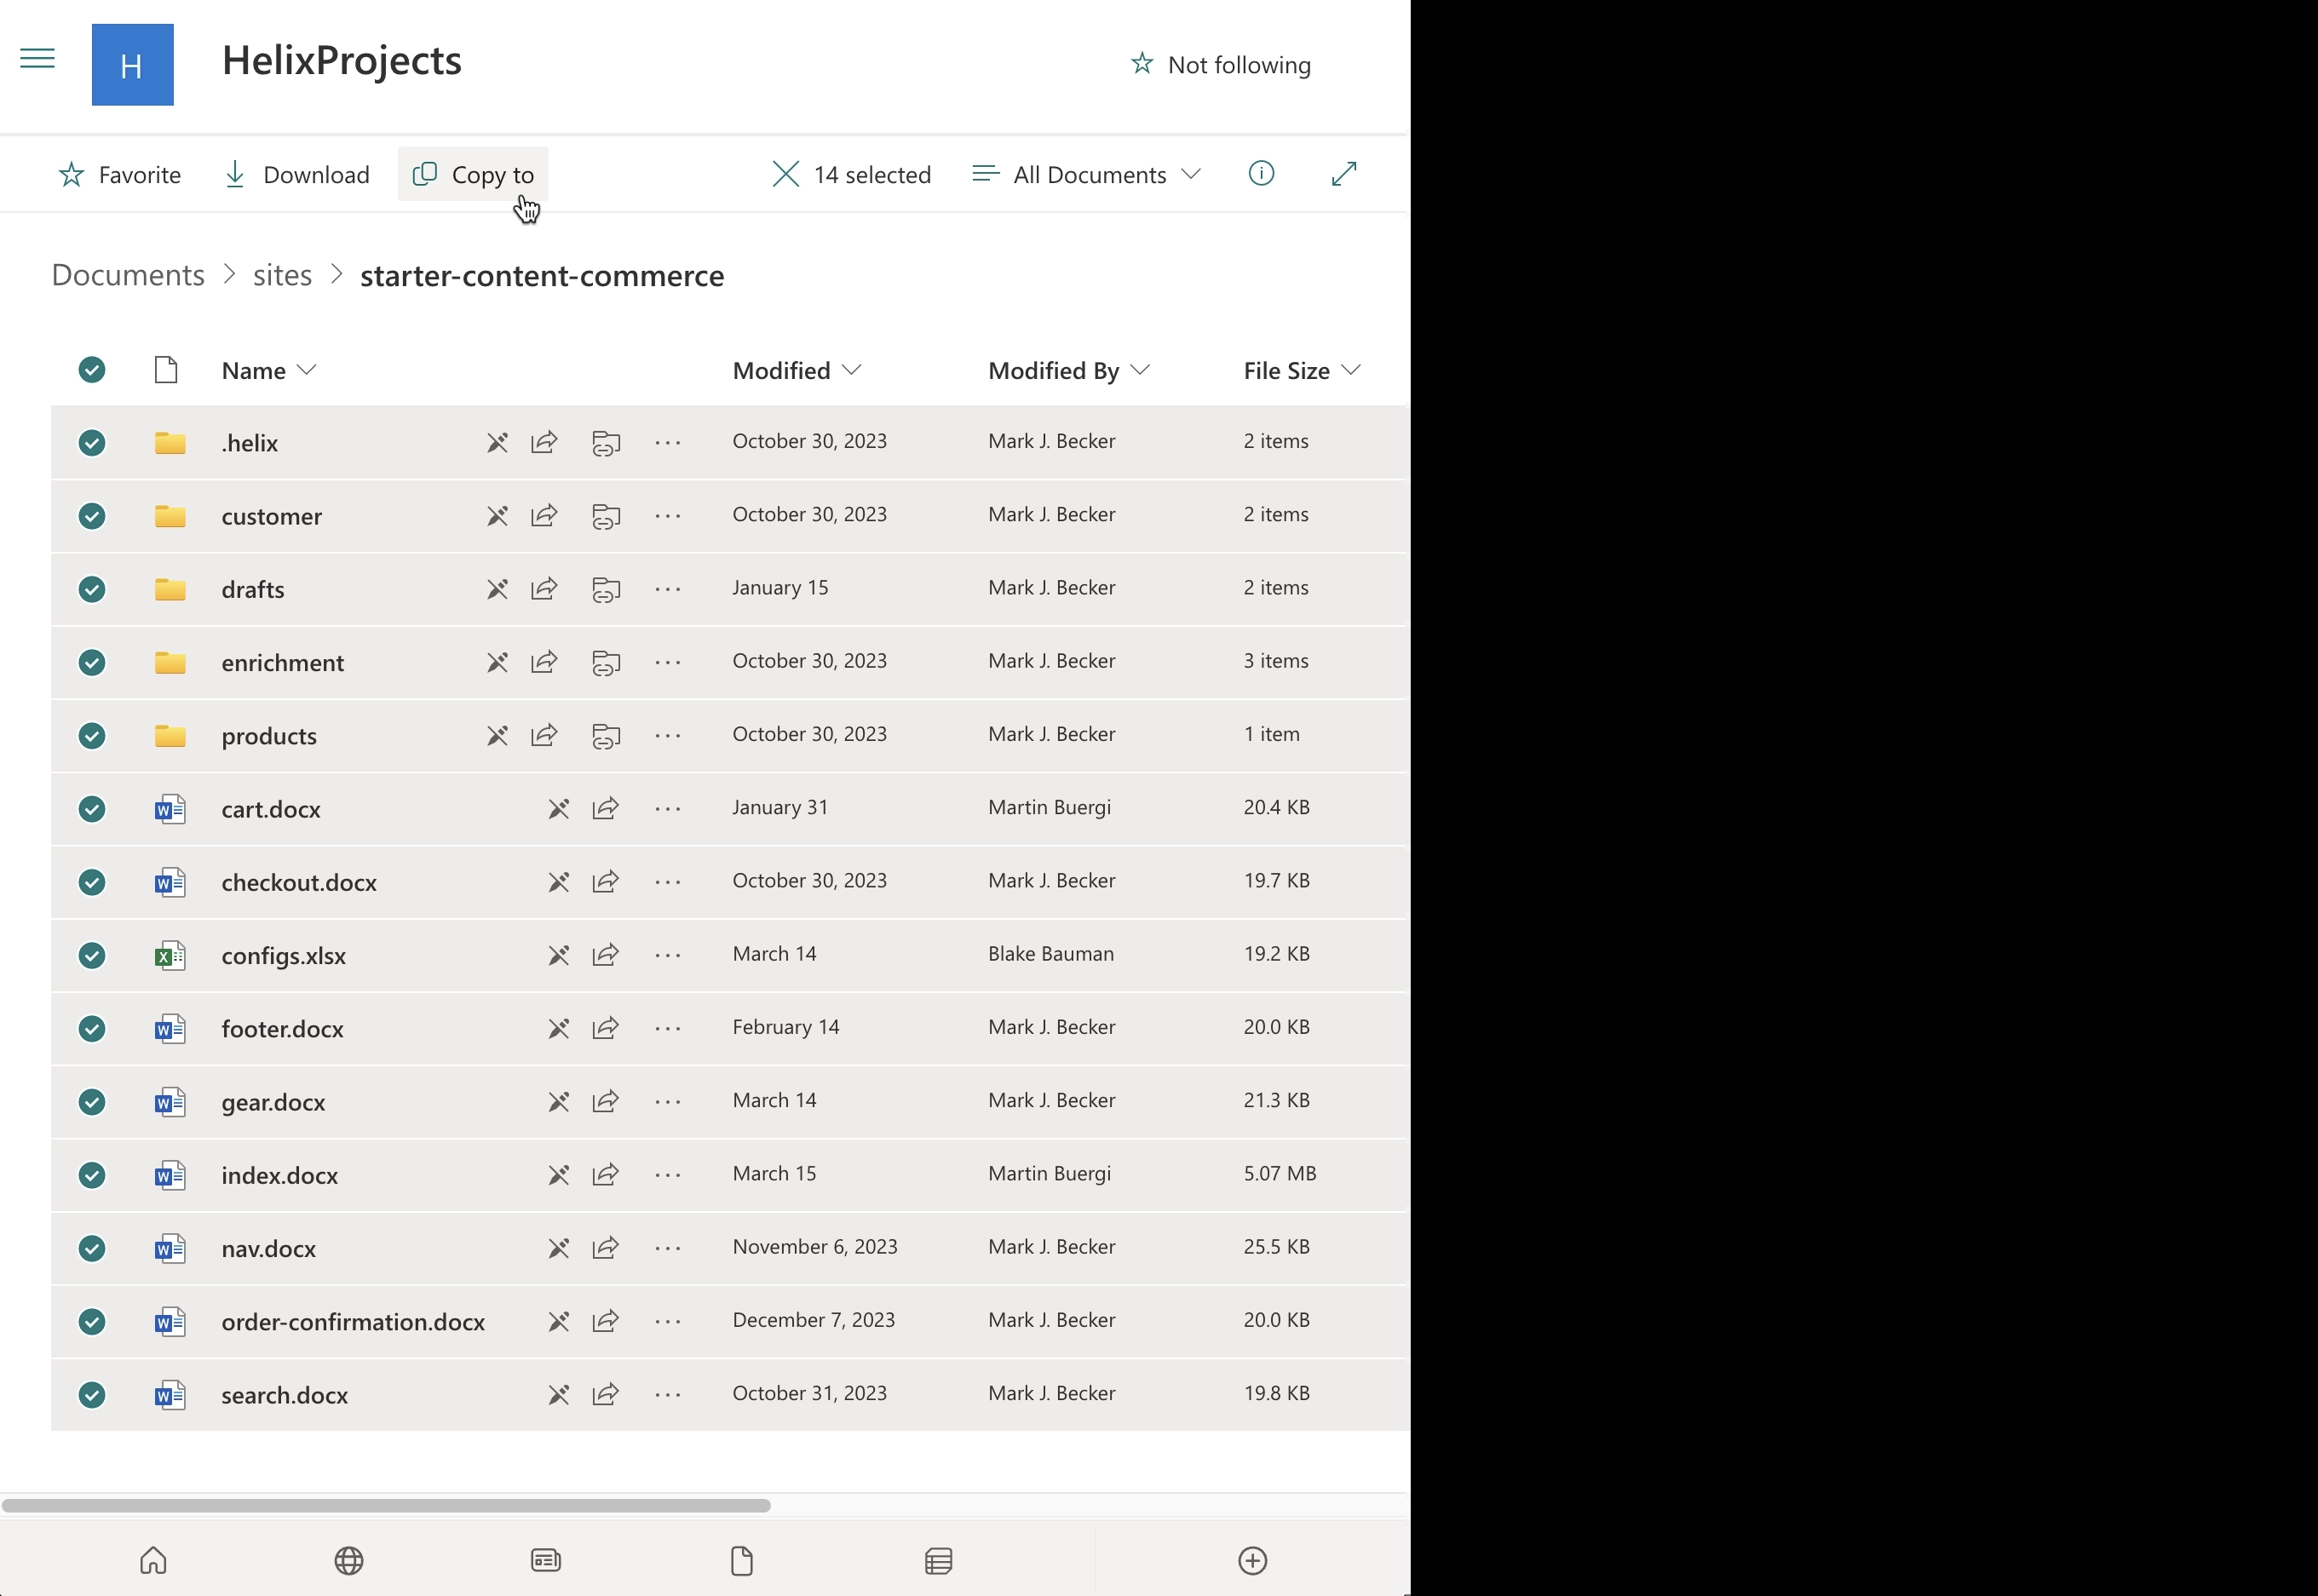 H HelixProjects Not following
Favorite Download Copy to 14 selected All Documents
Documents > sites > starter-content-commerce
Name Modified Modified By File Size
.helix October 30, 2023 Mark J. Becker 2 items
customer October 30, 2023 Mark J. Becker 2 items
drafts January 15 Mark J. Becker 2 items
enrichment October 30, 2023 Mark J. Becker 3 items
products October 30, 2023 Mark J. Becker 1 item
cart.docx January 31 Martin Buergi 20.4 KB
checkout.docx October 30, 2023 Mark J. Becker 19.7 KB
configs.xlsx March 14 Blake Bauman 19.2 KB
footer.docx February 14 Mark J. Becker 20.0 KB
gear.docx March 14 Mark J. Becker 21.3 KB
index.docx March 15 Martin Buergi 5.07 MB
nav.docx November 6, 2023 Mark J. Becker 25.5 KB
order-confirmation.docx December 7, 2023 Mark J. Becker 20.0 KB
search.docx October 31, 2023 Mark J. Becker 19.8 KB